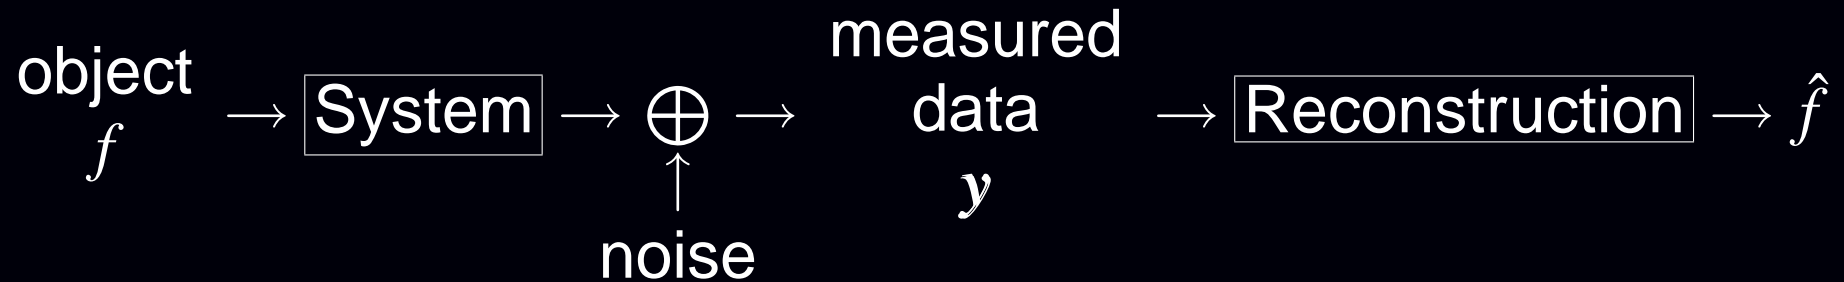 object
f
→ System → ⊕ →
↑
noise
measured
data
y
→ Reconstruction → f̂